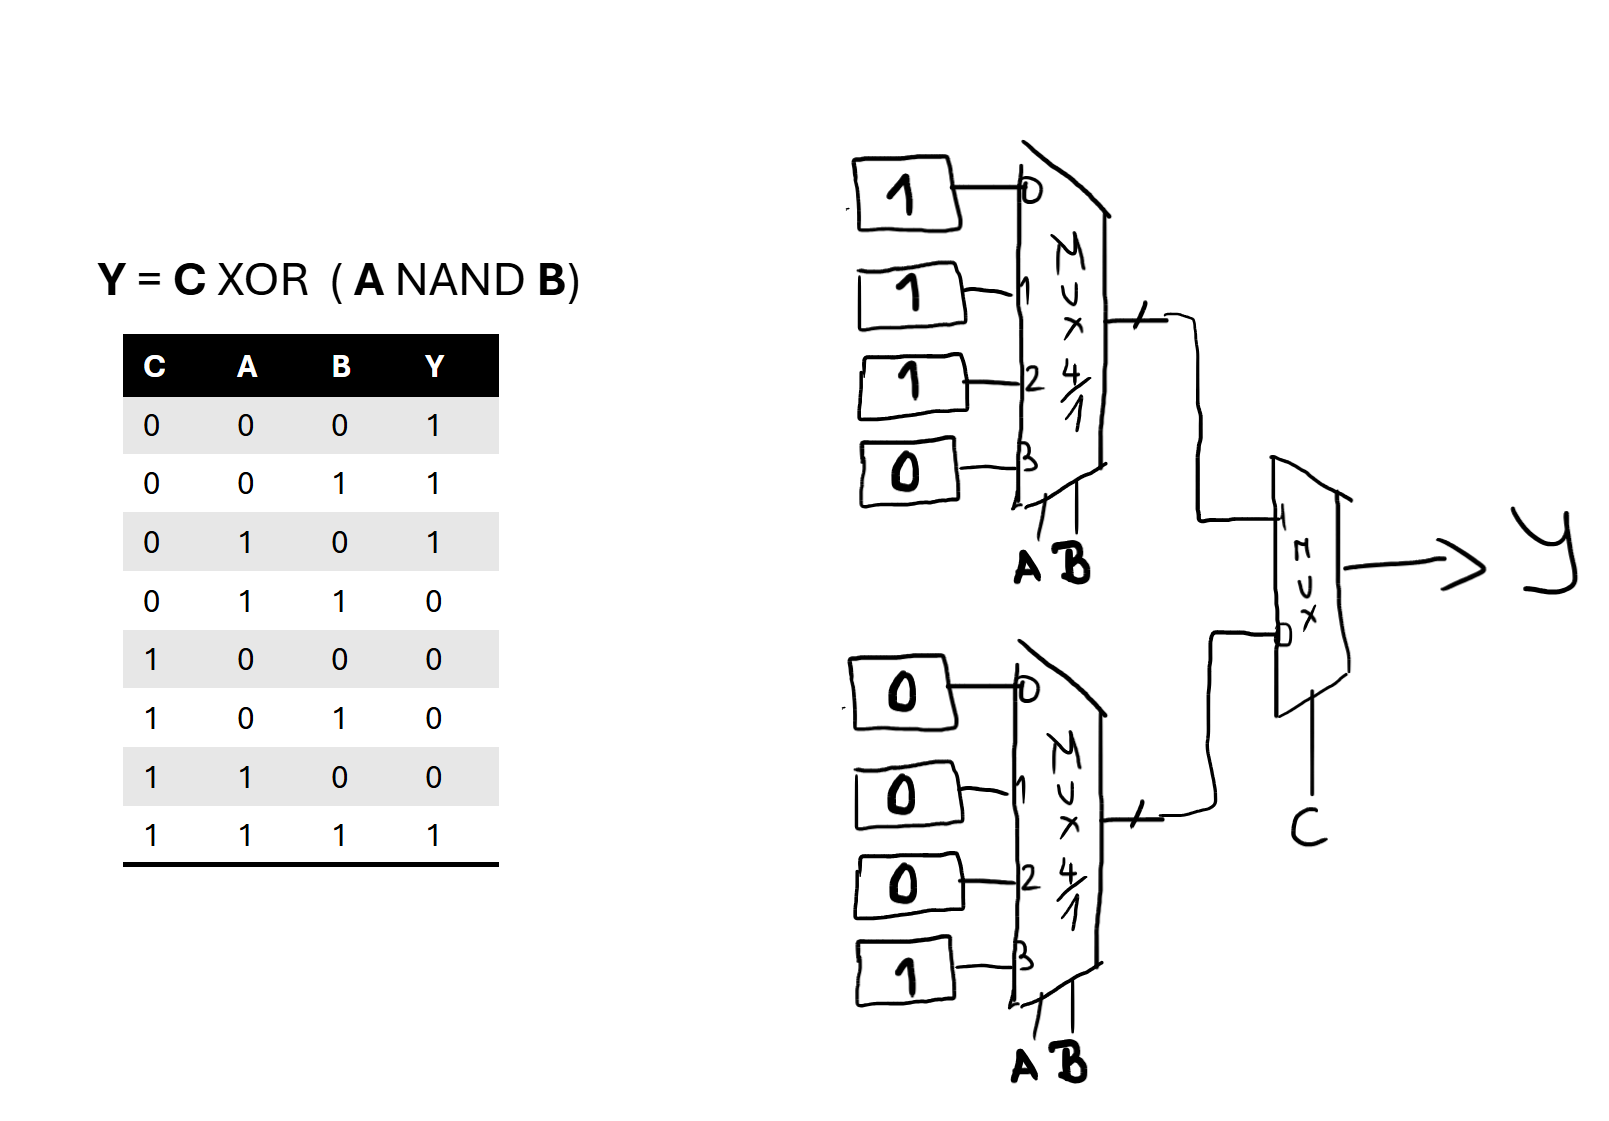 Y = C XOR ( A NAND B)
C A B Y
0 0 0 1
0 0 1 1
0 1 0 1
0 1 1 0
1 0 0 0
1 0 1 0
1 1 0 0
1 1 1 1
1 0
1 1
1 2
0 3
MUX 4/1
A B
0 0
0 1
0 2
1 3
MUX 4/1
A B
1
0
MUX
C
Y